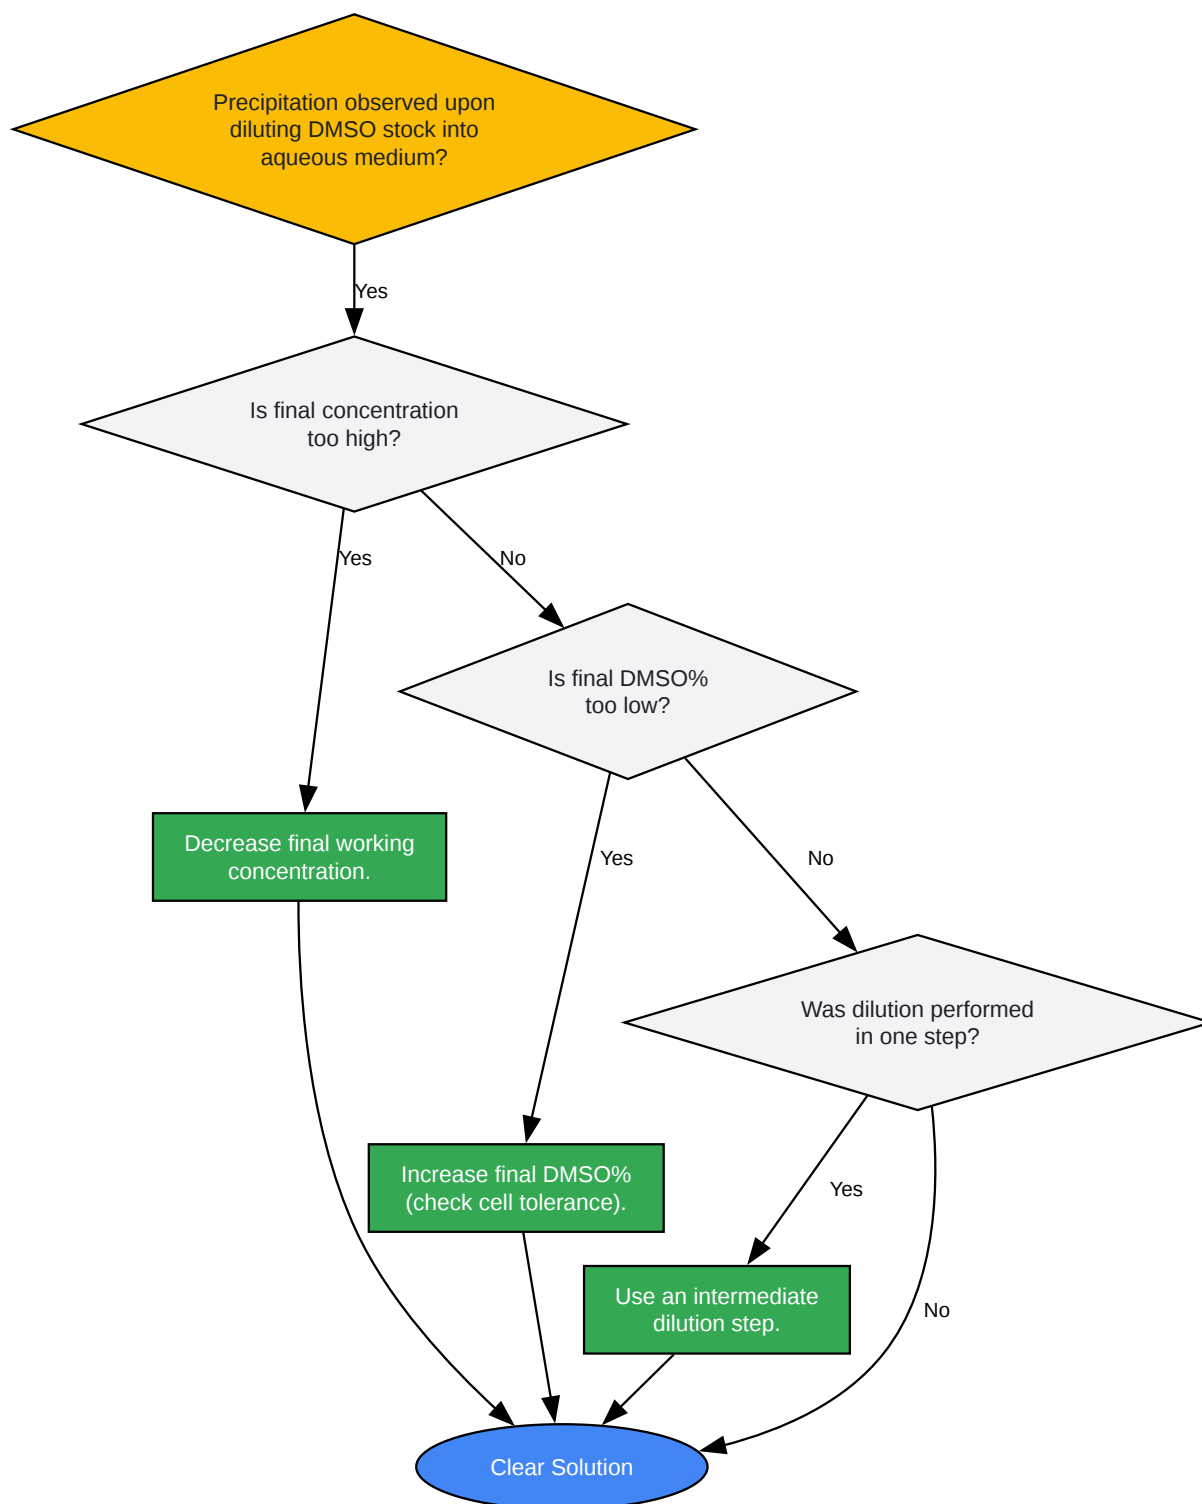 Precipitation observed upon
diluting DMSO stock into
aqueous medium?
Yes
Is final concentration
too high?
Yes
No
Is final DMSO%
too low?
Decrease final working
concentration.
Yes
No
Was dilution performed
in one step?
Increase final DMSO%
(check cell tolerance).
Yes
Use an intermediate
dilution step.
No
Clear Solution